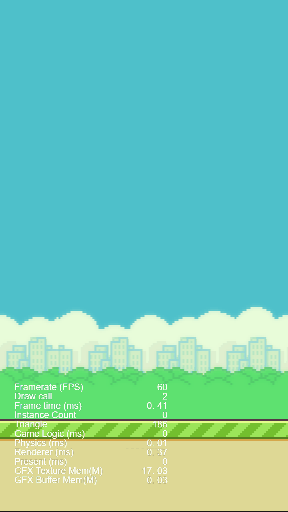 Framerate (FPS) 60
Draw call 2
Frame time (ms) 0.41
Instance Count 0
Triangle 166
Game Logic (ms) 0
Physics (ms) 0.01
Renderer (ms) 0.37
Present (ms) 0
GFX Texture Mem(M) 17.03
GFX Buffer Mem(M) 0.03